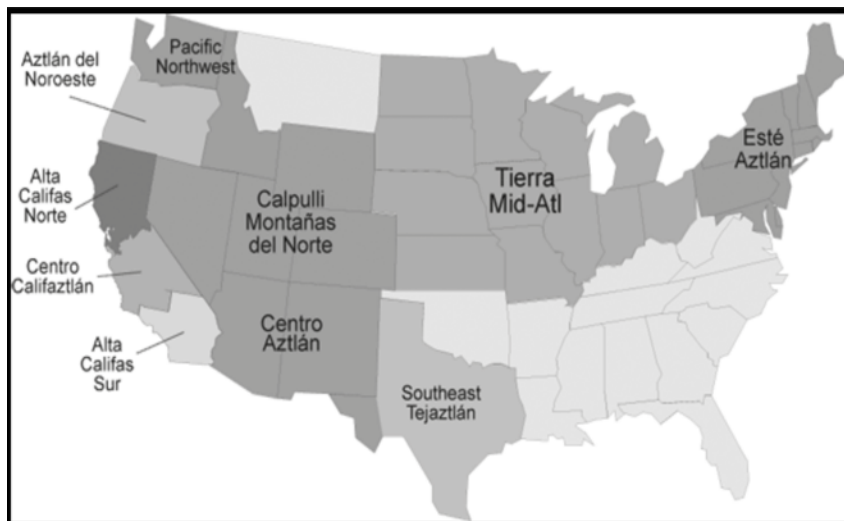 Pacific
Northwest
Aztlán del
Noroeste
Alta
Califas
Norte
Calpulli
Montañas
del Norte
Tierra
Mid-Atl
Esté
Aztlán
Centro
Califaztlán
Centro
Aztlán
Alta
Califas
Sur
Southeast
Tejaztlán